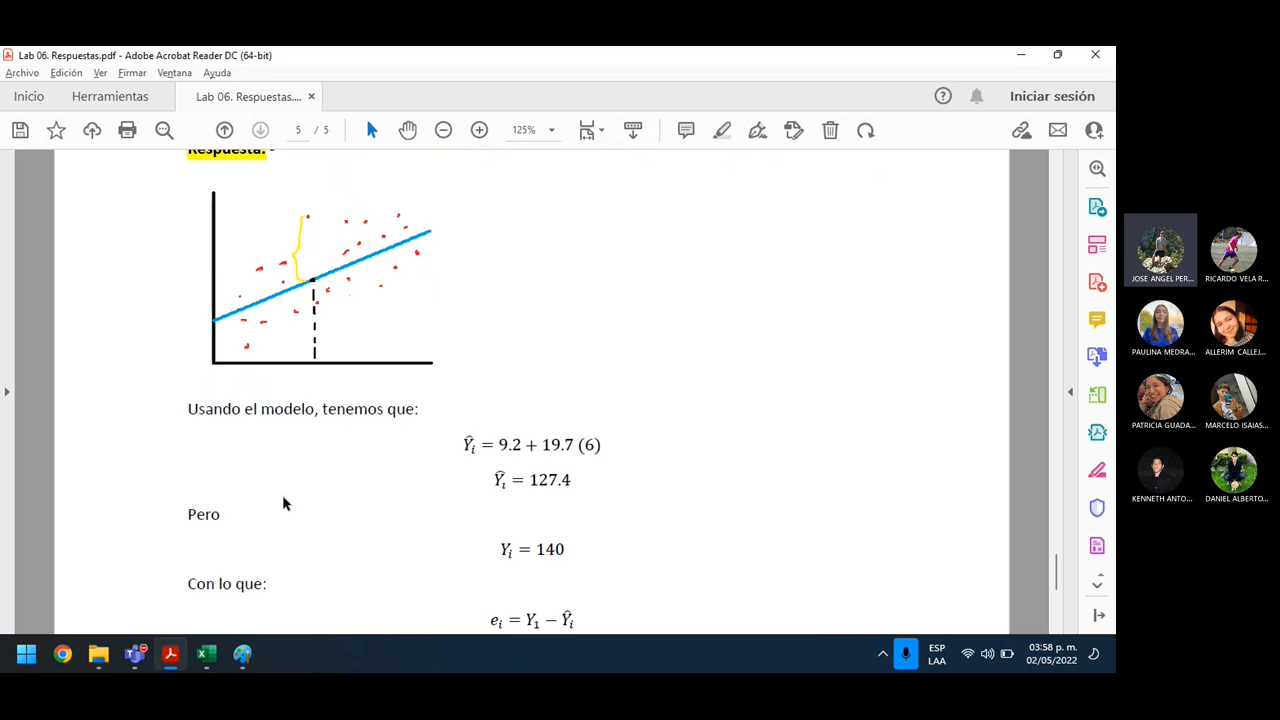 Lab 06. Respuestas.pdf - Adobe Acrobat Reader DC (64-bit)
Archivo Edición Ver Firmar Ventana Ayuda
Inicio Herramientas Lab 06. Respuestas.... Iniciar sesión
5 / 5 125%
Respuesta: -
Usando el modelo, tenemos que:
Ŷᵢ = 9.2 + 19.7 (6)
Ŷᵢ = 127.4
Pero
Yᵢ = 140
Con lo que:
eᵢ = Y₁ − Ŷᵢ
JOSE ANGEL PER... RICARDO VELA R...
PAULINA MEDRA... ALLERIM CALLEJ...
PATRICIA GUADA... MARCELO ISAIAS...
KENNETH ANTO... DANIEL ALBERTO...
ESP
LAA
03:58 p. m.
02/05/2022